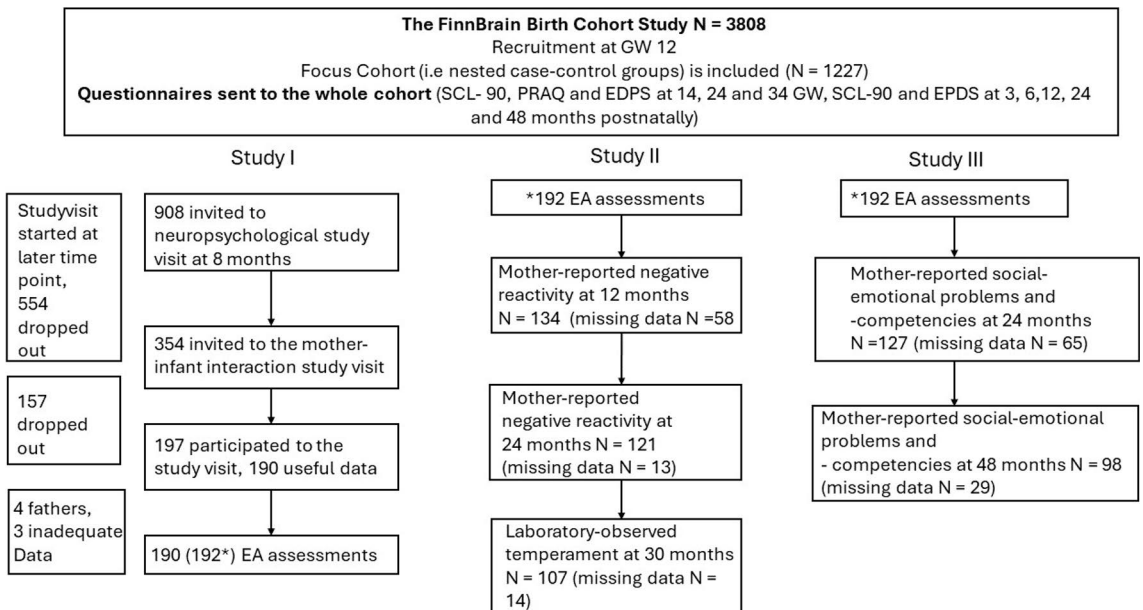 The FinnBrain Birth Cohort Study N = 3808
Recruitment at GW 12
Focus Cohort (i.e nested case-control groups) is included (N = 1227)
Questionnaires sent to the whole cohort (SCL- 90, PRAQ and EDPS at 14, 24 and 34 GW, SCL-90 and EPDS at 3, 6,12, 24
and 48 months postnatally)
Study I
Studyvisit
started at
later time
point,
554
dropped
out
157
dropped
out
4 fathers,
3 inadequate
Data
908 invited to
neuropsychological study
visit at 8 months
354 invited to the mother-
infant interaction study visit
197 participated to the
study visit, 190 useful data
190 (192*) EA assessments
Study II
*192 EA assessments
Mother-reported negative
reactivity at 12 months
N = 134 (missing data N =58
Mother-reported
negative reactivity at
24 months N = 121
(missing data N = 13)
Laboratory-observed
temperament at 30 months
N = 107 (missing data N =
14)
Study III
*192 EA assessments
Mother-reported social-
emotional problems and
-competencies at 24 months
N =127 (missing data N = 65)
Mother-reported social-emotional
problems and
- competencies at 48 months N = 98
(missing data N = 29)